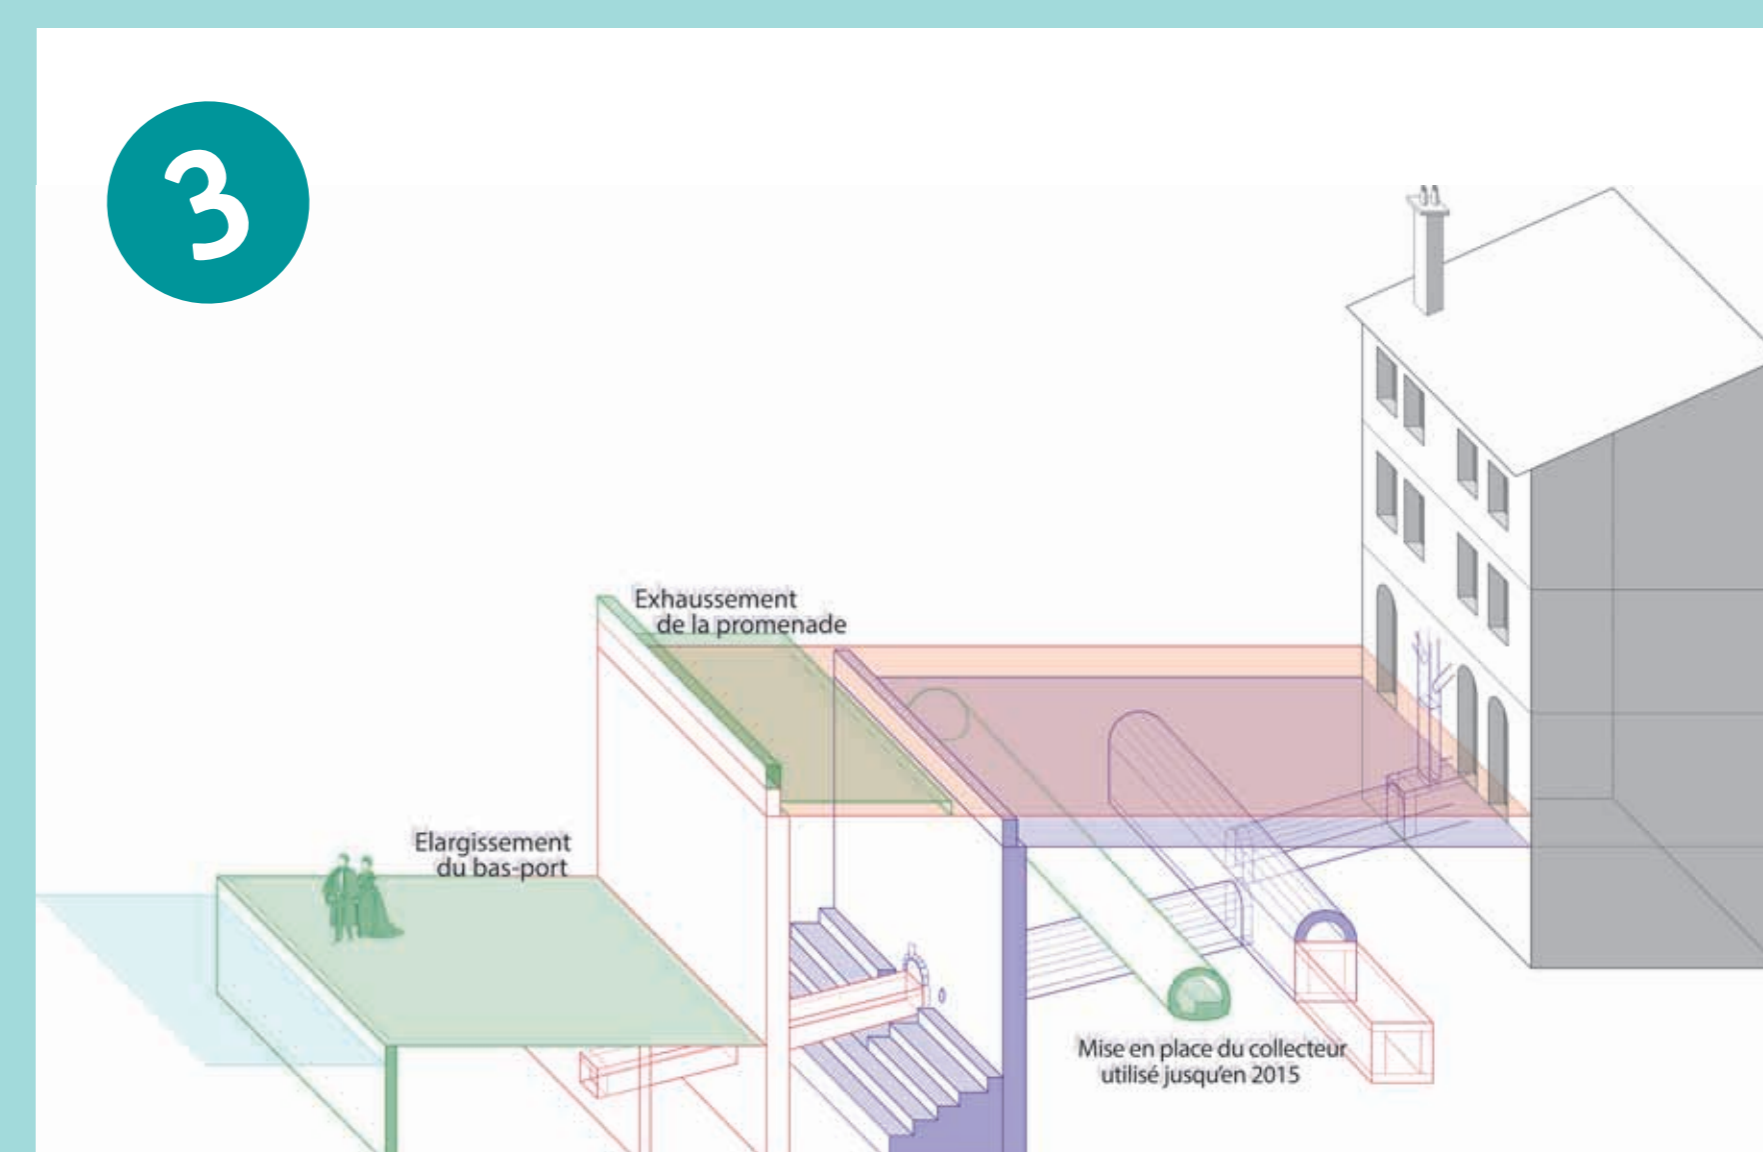 3
Exhaussement
de la promenade
Elargissement
du bas-port
Mise en place du collecteur
utilisé jusqu'en 2015